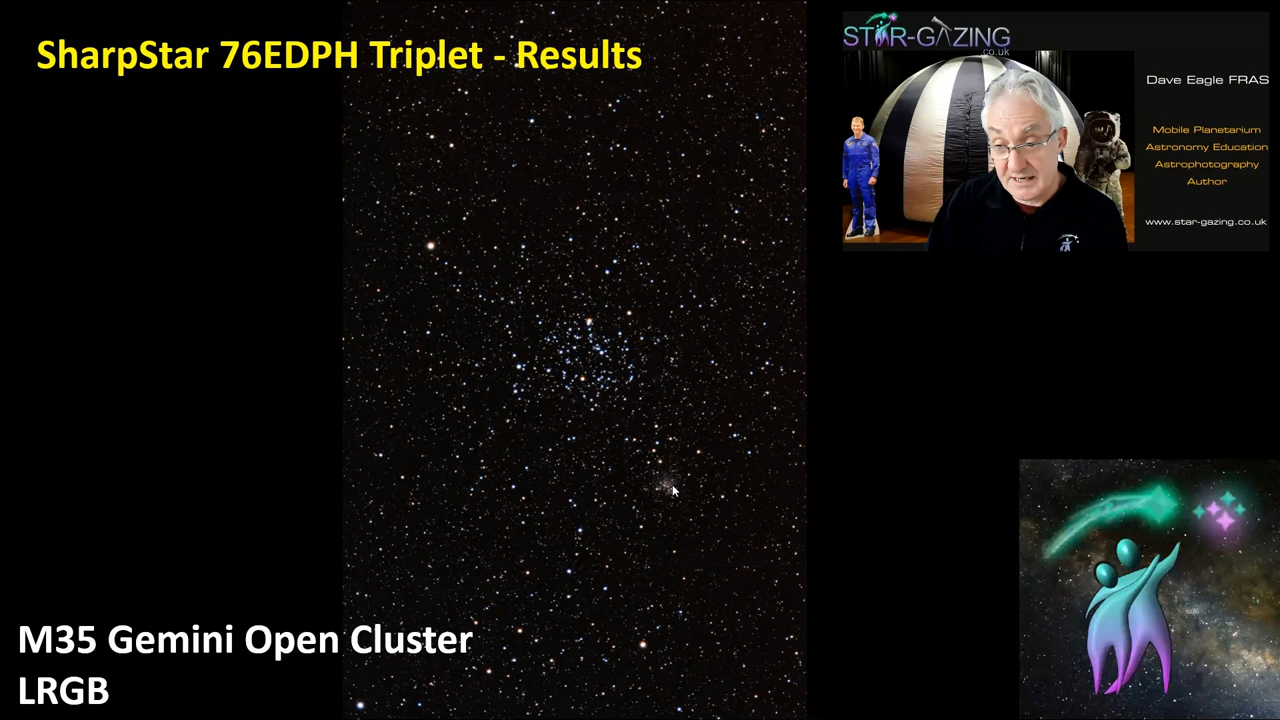 SharpStar 76EDPH Triplet - Results
STAR-GAZING
.co.uk
Dave Eagle FRAS
Mobile Planetarium
Astronomy Education
Astrophotography
Author
www.star-gazing.co.uk
M35 Gemini Open Cluster
LRGB